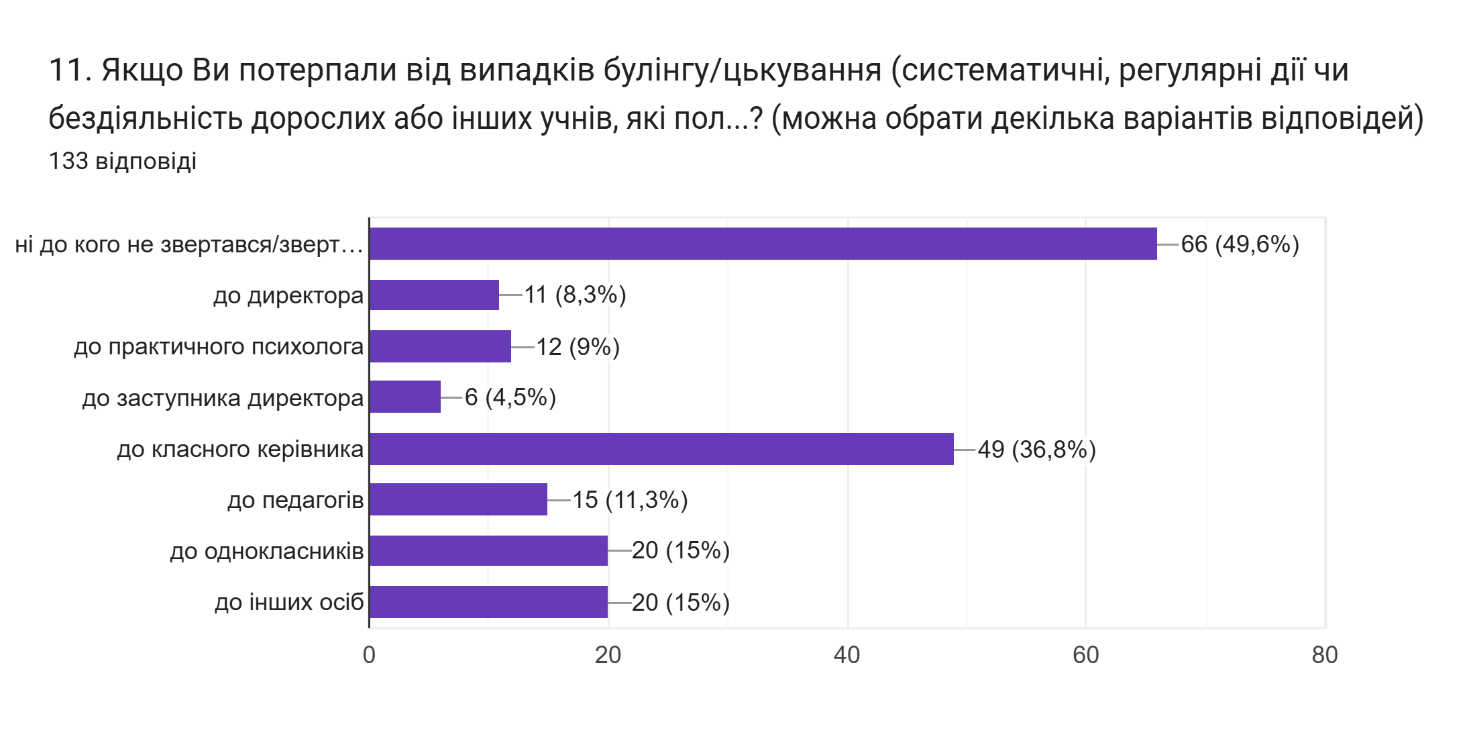 11. Якщо Ви потерпали від випадків булінгу/цькування (систематичні, регулярні дії чи
бездіяльність дорослих або інших учнів, які пол...? (можна обрати декілька варіантів відповідей)
133 відповіді
ні до кого не звертався/зверт… 66 (49,6%)
до директора 11 (8,3%)
до практичного психолога 12 (9%)
до заступника директора 6 (4,5%)
до класного керівника 49 (36,8%)
до педагогів 15 (11,3%)
до однокласників 20 (15%)
до інших осіб 20 (15%)
0 20 40 60 80